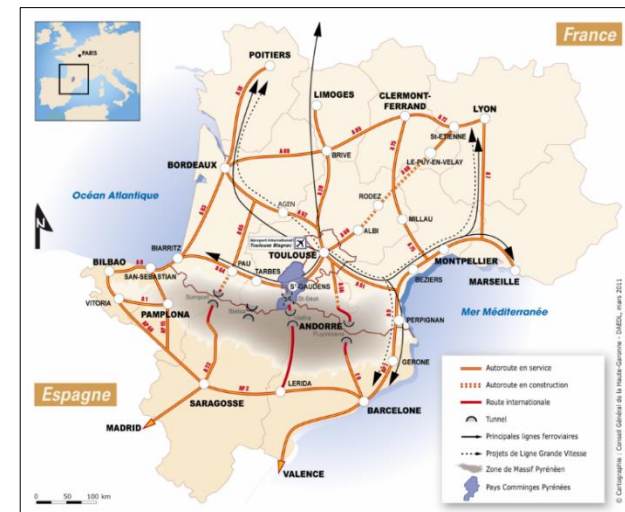 PARIS
France
POITIERS
LIMOGES
CLERMONT-
FERRAND
LYON
St-ETIENNE
BRIVE
LE-PUY-EN-VELAY
BORDEAUX
Océan Atlantique
AGEN
RODEZ
ALBI
MILLAU
Aéroport international
Toulouse Blagnac
TOULOUSE
MONTPELLIER
BEZIERS
MARSEILLE
BIARRITZ
BILBAO
SAN-SEBASTIAN
PAU
TARBES
GAUDENS
St-Béat
VITORIA
PAMPLONA
Somport
ANDORRE
PERPIGNAN
Mer Méditerranée
GERONE
Espagne
SARAGOSSE
LERIDA
BARCELONE
MADRID
VALENCE
N
0 50 100 km
Autoroute en service
Autoroute en construction
Route internationale
Tunnel
Principales lignes ferroviaires
Projets de Ligne Grande Vitesse
Zone de Massif Pyrénéen
Pays Comminges Pyrénées
© Cartographie : Conseil Général de la Haute-Garonne - DAEDL, mars 2011